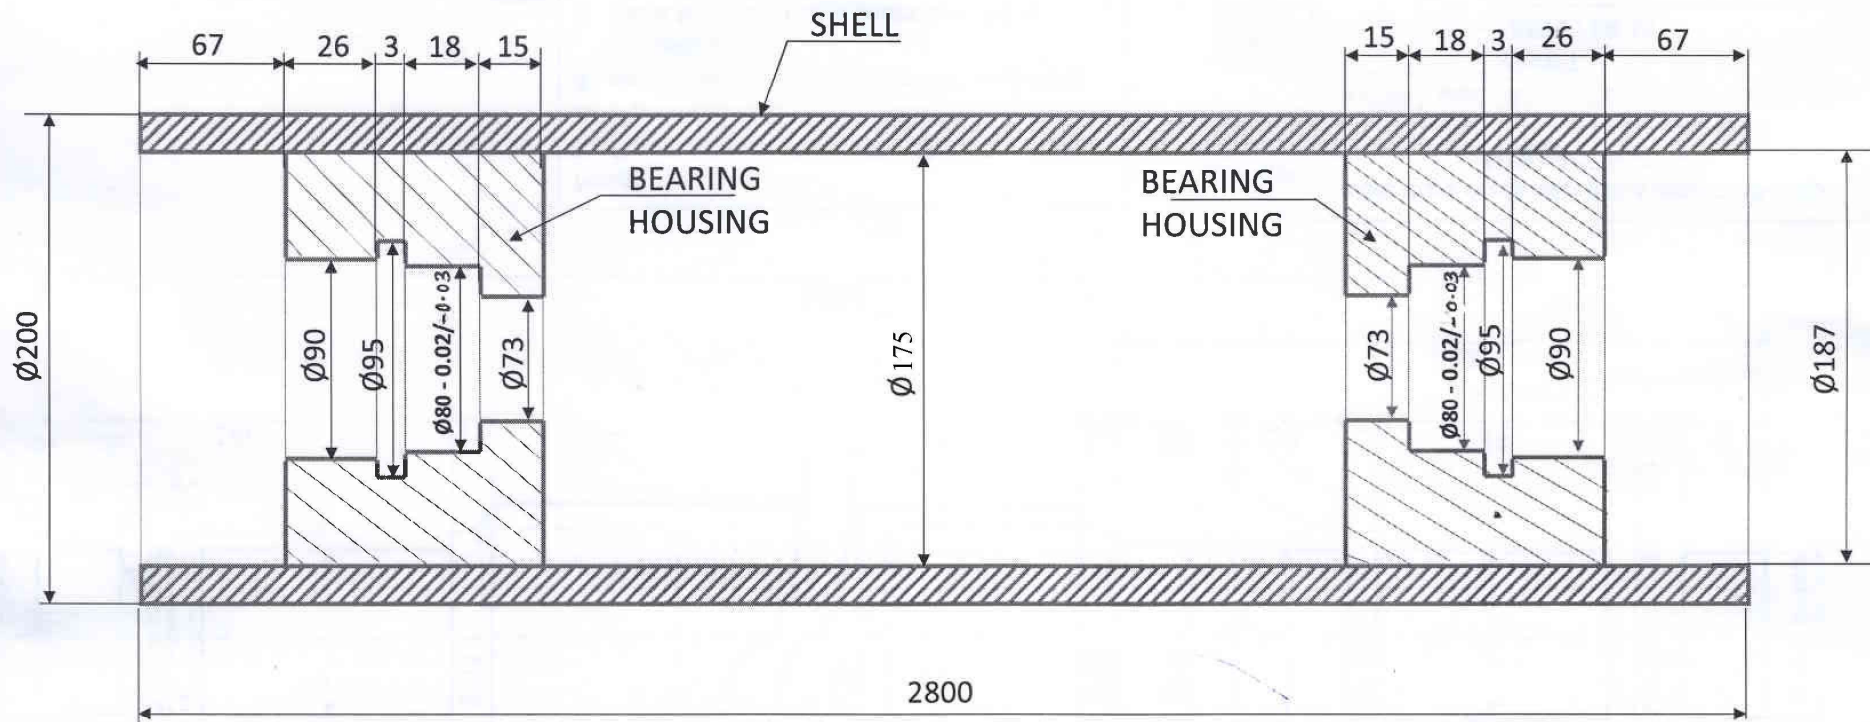 SHELL
67 26 3 18 15
15 18 3 26 67
BEARING
HOUSING
BEARING
HOUSING
Ø200
Ø90
Ø95
Ø80 - 0.02/-0.03
Ø73
Ø175
Ø73
Ø80 - 0.02/-0.03
Ø95
Ø90
Ø187
2800